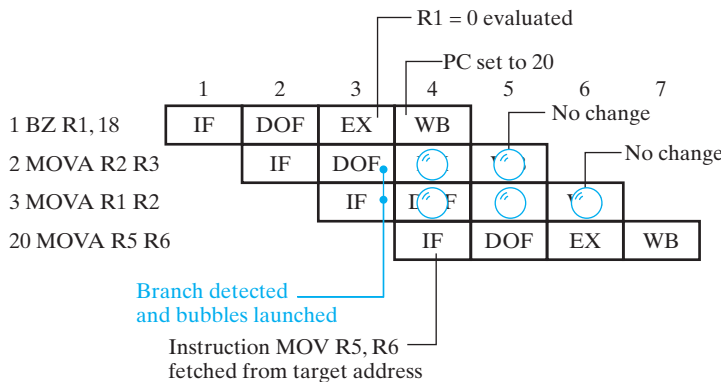 R1 = 0 evaluated
PC set to 20
1 2 3 4 5 6 7
No change
1 BZ R1, 18 IF DOF EX WB
2 MOVA R2 R3 IF DOF
No change
3 MOVA R1 R2 IF
20 MOVA R5 R6 IF DOF EX WB
Branch detected
and bubbles launched
Instruction MOV R5, R6
fetched from target address